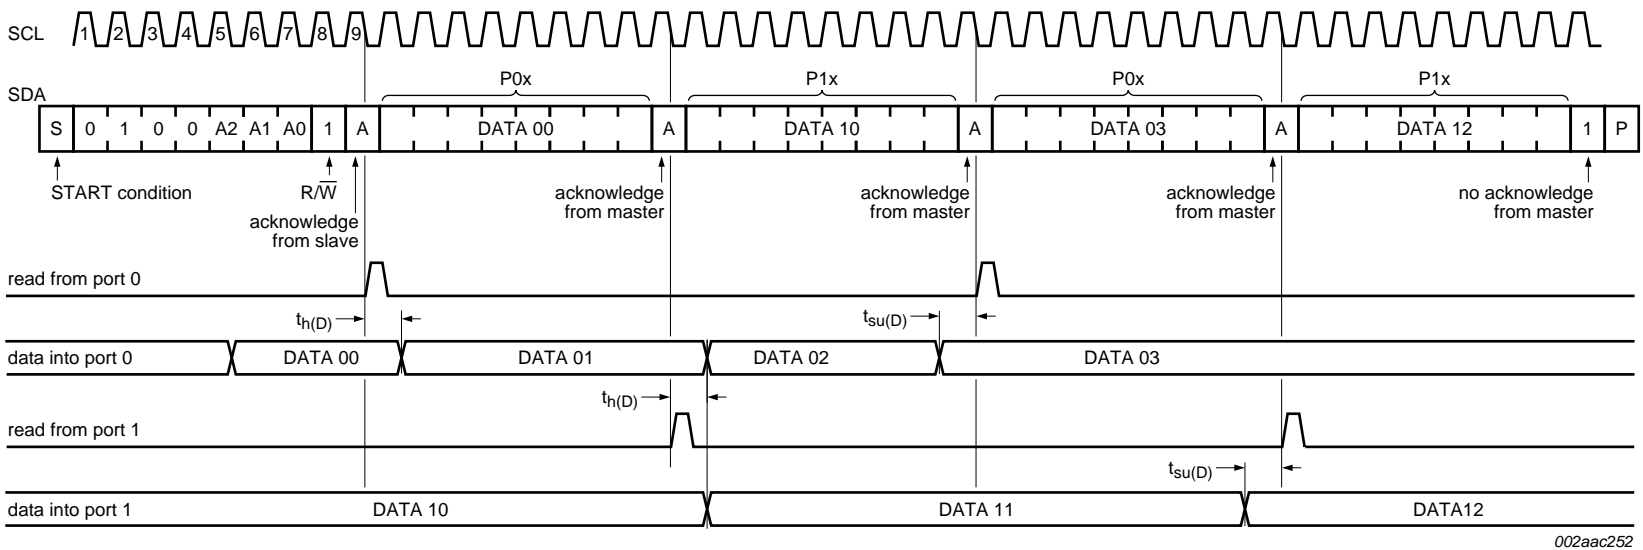 SCL 1 2 3 4 5 6 7 8 9
P0x P1x P0x P1x
SDA
S 0 1 0 0 A2 A1 A0 1 A DATA 00 A DATA 10 A DATA 03 A DATA 12 1 P
START condition R/W̅ acknowledge from master acknowledge from master acknowledge from master no acknowledge from master
acknowledge
from slave
read from port 0
th(D) tsu(D)
data into port 0 DATA 00 DATA 01 DATA 02 DATA 03
th(D)
read from port 1
tsu(D)
data into port 1 DATA 10 DATA 11 DATA12
002aac252